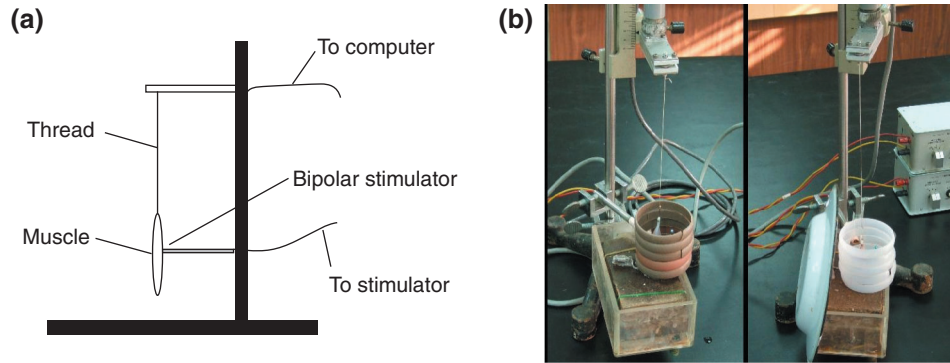 (a)
To computer
Thread
Bipolar stimulator
Muscle
To stimulator
(b)